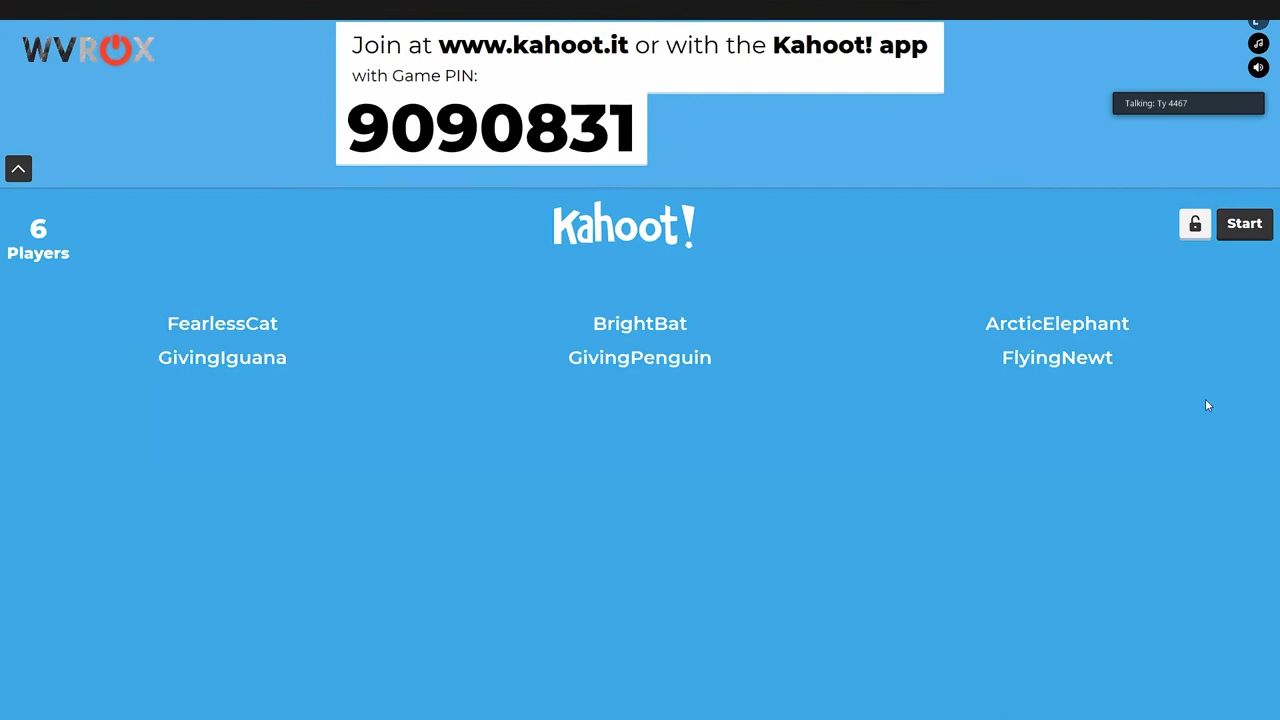 WVROX
Join at www.kahoot.it or with the Kahoot! app
with Game PIN:
9090831
Talking: Ty 4467
6
Players
Kahoot!
Start
FearlessCat
BrightBat
ArcticElephant
GivingIguana
GivingPenguin
FlyingNewt